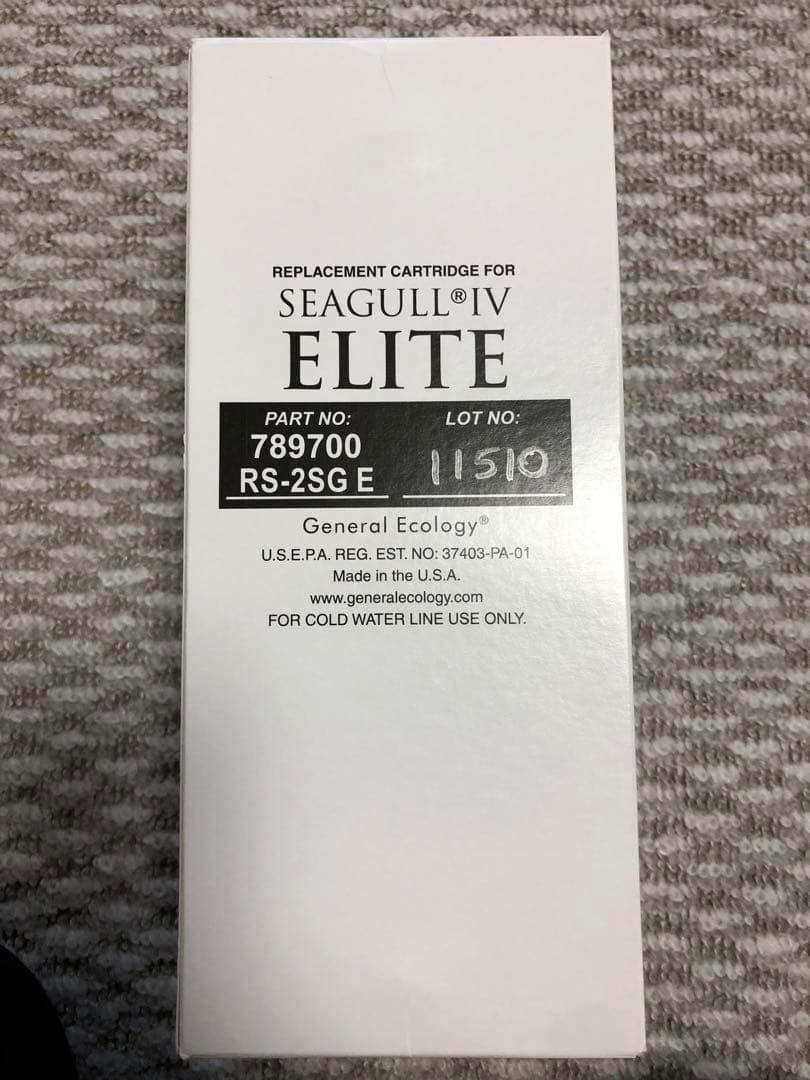 REPLACEMENT CARTRIDGE FOR
SEAGULL®IV
ELITE
PART NO: LOT NO:
789700
RS-2SG E 11510
General Ecology®
U.S.E.P.A. REG. EST. NO: 37403-PA-01
Made in the U.S.A.
www.generalecology.com
FOR COLD WATER LINE USE ONLY.